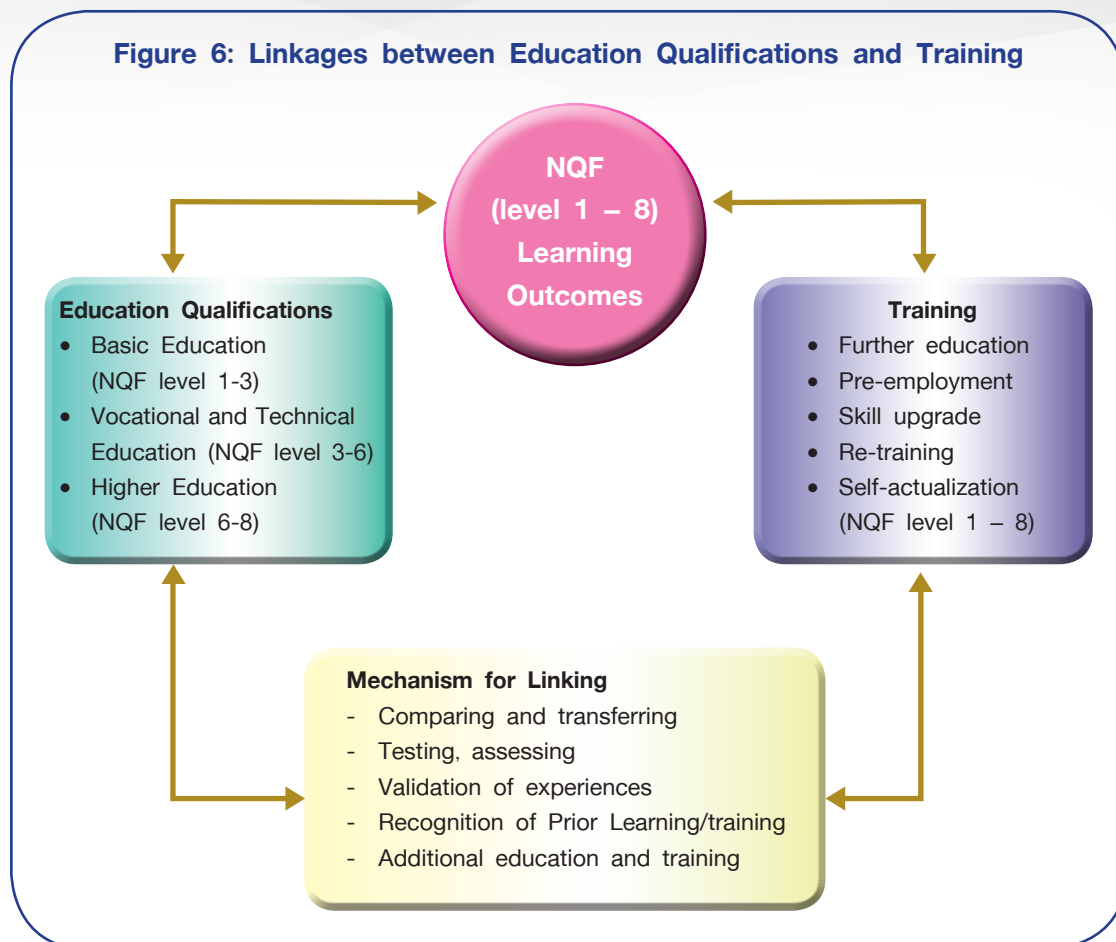 Figure 6: Linkages between Education Qualifications and Training
NQF
(level 1 – 8)
Learning
Outcomes
Education Qualifications
• Basic Education
(NQF level 1-3)
• Vocational and Technical
Education (NQF level 3-6)
• Higher Education
(NQF level 6-8)
Training
• Further education
• Pre-employment
• Skill upgrade
• Re-training
• Self-actualization
(NQF level 1 – 8)
Mechanism for Linking
- Comparing and transferring
- Testing, assessing
- Validation of experiences
- Recognition of Prior Learning/training
- Additional education and training